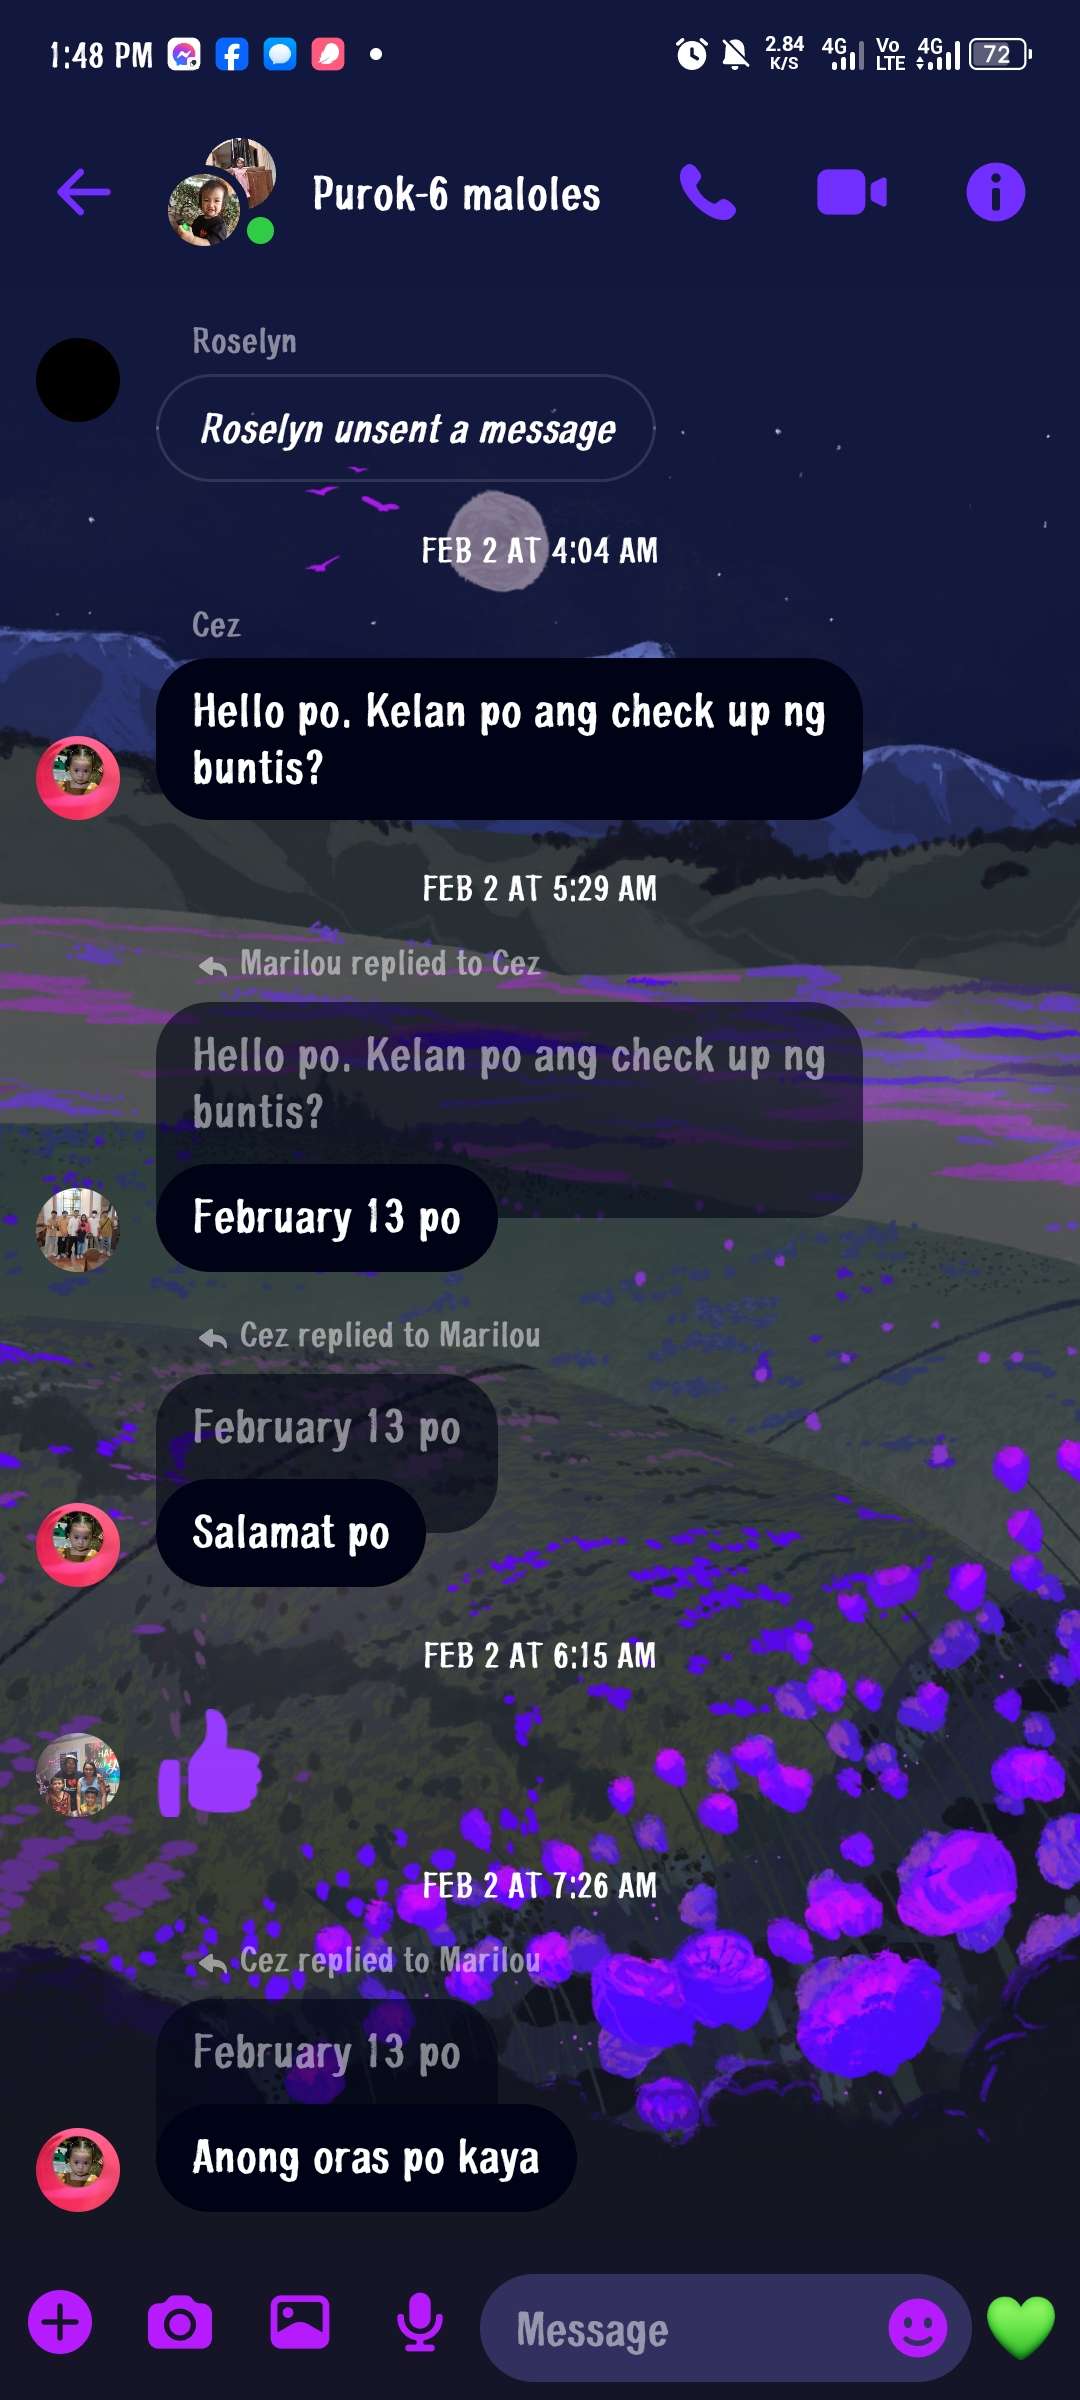 1:48 PM
2.84 K/S 4G Vo LTE 4G 72
Purok-6 maloles
Roselyn
Roselyn unsent a message
FEB 2 AT 4:04 AM
Cez
Hello po. Kelan po ang check up ng
buntis?
FEB 2 AT 5:29 AM
Marilou replied to Cez
Hello po. Kelan po ang check up ng
buntis?
February 13 po
Cez replied to Marilou
February 13 po
Salamat po
FEB 2 AT 6:15 AM
FEB 2 AT 7:26 AM
Cez replied to Marilou
February 13 po
Anong oras po kaya
Message